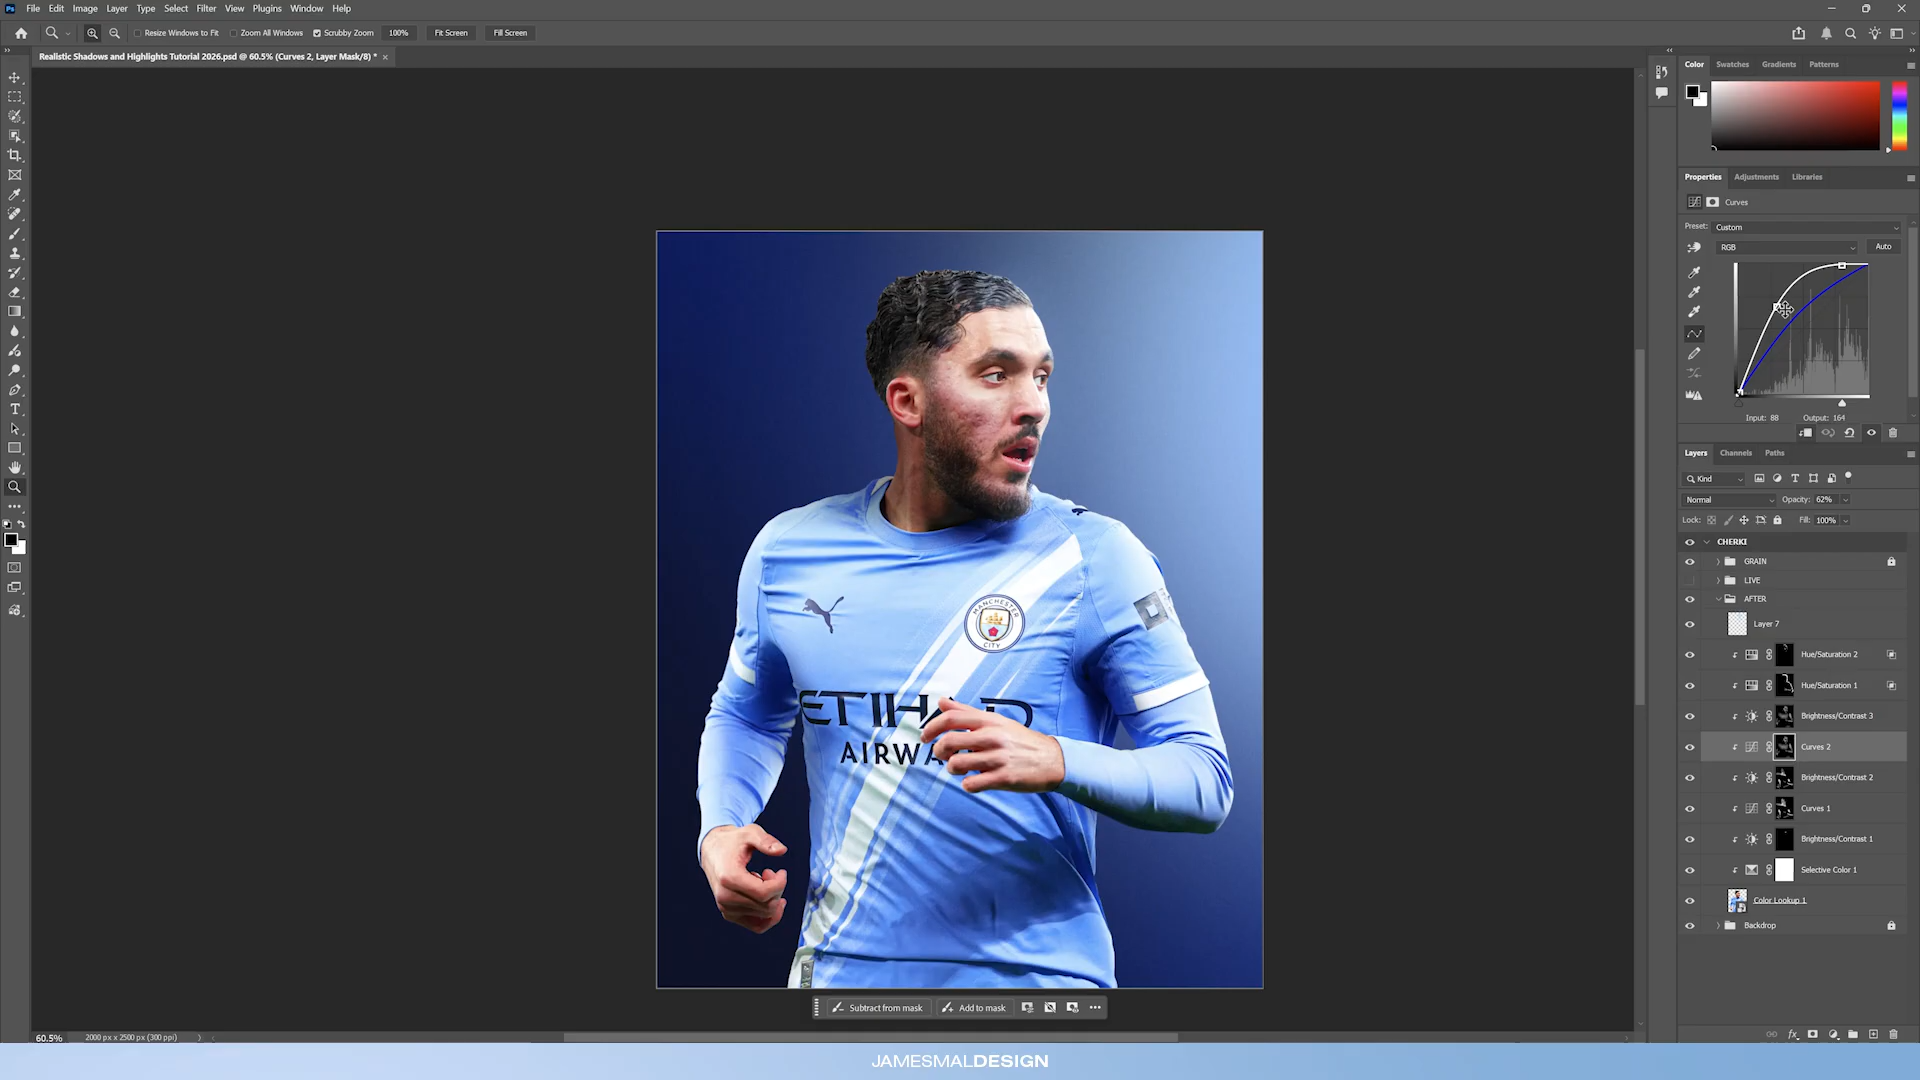 Ps File Edit Image Layer Type Select Filter View Plugins Window Help
Resize Windows to Fit Zoom All Windows Scrubby Zoom 100% Fit Screen Fill Screen
Realistic Shadows and Highlights Tutorial 2026.psd @ 60.5% (Curves 2, Layer Mask/8) *
Color Swatches Gradients Patterns
Properties Adjustments Libraries
Curves
Preset: Custom
RGB Auto
Input: 88 Output: 164
Layers Channels Paths
Kind
Normal Opacity: 62%
Lock: Fill: 100%
CHERKI
GRAIN
LIVE
AFTER
Layer 7
Hue/Saturation 2
Hue/Saturation 1
Brightness/Contrast 3
Curves 2
Brightness/Contrast 2
Curves 1
Brightness/Contrast 1
Selective Color 1
Color Lookup 1
Backdrop
MANCHESTER
CITY
ETIHAD
AIRWA
Subtract from mask Add to mask
60.5% 2000 px x 2500 px (300 ppi)
JAMESMALDESIGN